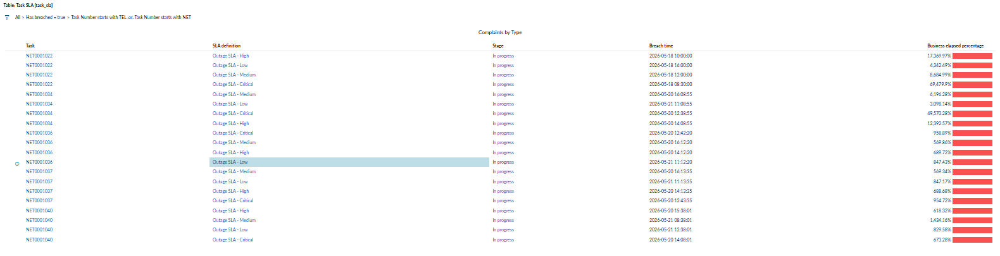 Table: Task SLA [task_sla]
All > Has breached = true > Task Number starts with TEL .or. Task Number starts with NET
Complaints by Type
Task SLA definition Stage Breach time Business elapsed percentage
NET0001022 Outage SLA - High In progress 2026-05-18 10:00:00 17,369.97%
NET0001022 Outage SLA - Low In progress 2026-05-18 16:00:00 4,342.49%
NET0001022 Outage SLA - Medium In progress 2026-05-18 12:00:00 8,684.99%
NET0001022 Outage SLA - Critical In progress 2026-05-18 08:30:00 69,479.9%
NET0001034 Outage SLA - Medium In progress 2026-05-20 16:08:55 6,196.28%
NET0001034 Outage SLA - Low In progress 2026-05-21 11:08:55 3,098.14%
NET0001034 Outage SLA - Critical In progress 2026-05-20 12:38:55 49,570.28%
NET0001034 Outage SLA - High In progress 2026-05-20 14:08:55 12,392.57%
NET0001036 Outage SLA - Critical In progress 2026-05-20 12:42:20 958.89%
NET0001036 Outage SLA - Medium In progress 2026-05-20 16:12:20 569.86%
NET0001036 Outage SLA - High In progress 2026-05-20 14:12:20 689.72%
NET0001036 Outage SLA - Low In progress 2026-05-21 11:12:20 847.43%
NET0001037 Outage SLA - Medium In progress 2026-05-20 16:13:35 569.34%
NET0001037 Outage SLA - Low In progress 2026-05-21 11:13:35 847.17%
NET0001037 Outage SLA - High In progress 2026-05-20 14:13:35 688.68%
NET0001037 Outage SLA - Critical In progress 2026-05-20 12:43:35 954.72%
NET0001040 Outage SLA - High In progress 2026-05-20 15:38:01 618.32%
NET0001040 Outage SLA - Medium In progress 2026-05-21 08:38:01 1,434.16%
NET0001040 Outage SLA - Low In progress 2026-05-21 12:38:01 829.58%
NET0001040 Outage SLA - Critical In progress 2026-05-20 14:08:01 673.28%